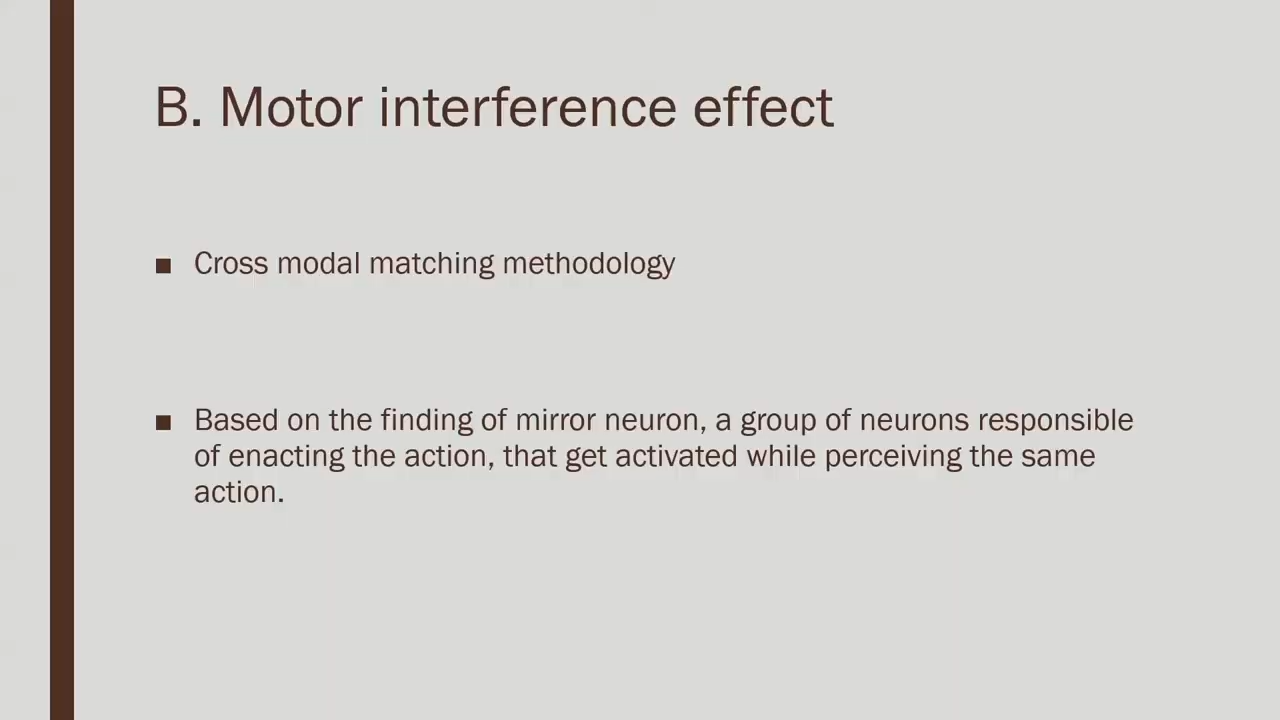 B. Motor interference effect
■ Cross modal matching methodology
■ Based on the finding of mirror neuron, a group of neurons responsible
of enacting the action, that get activated while perceiving the same
action.